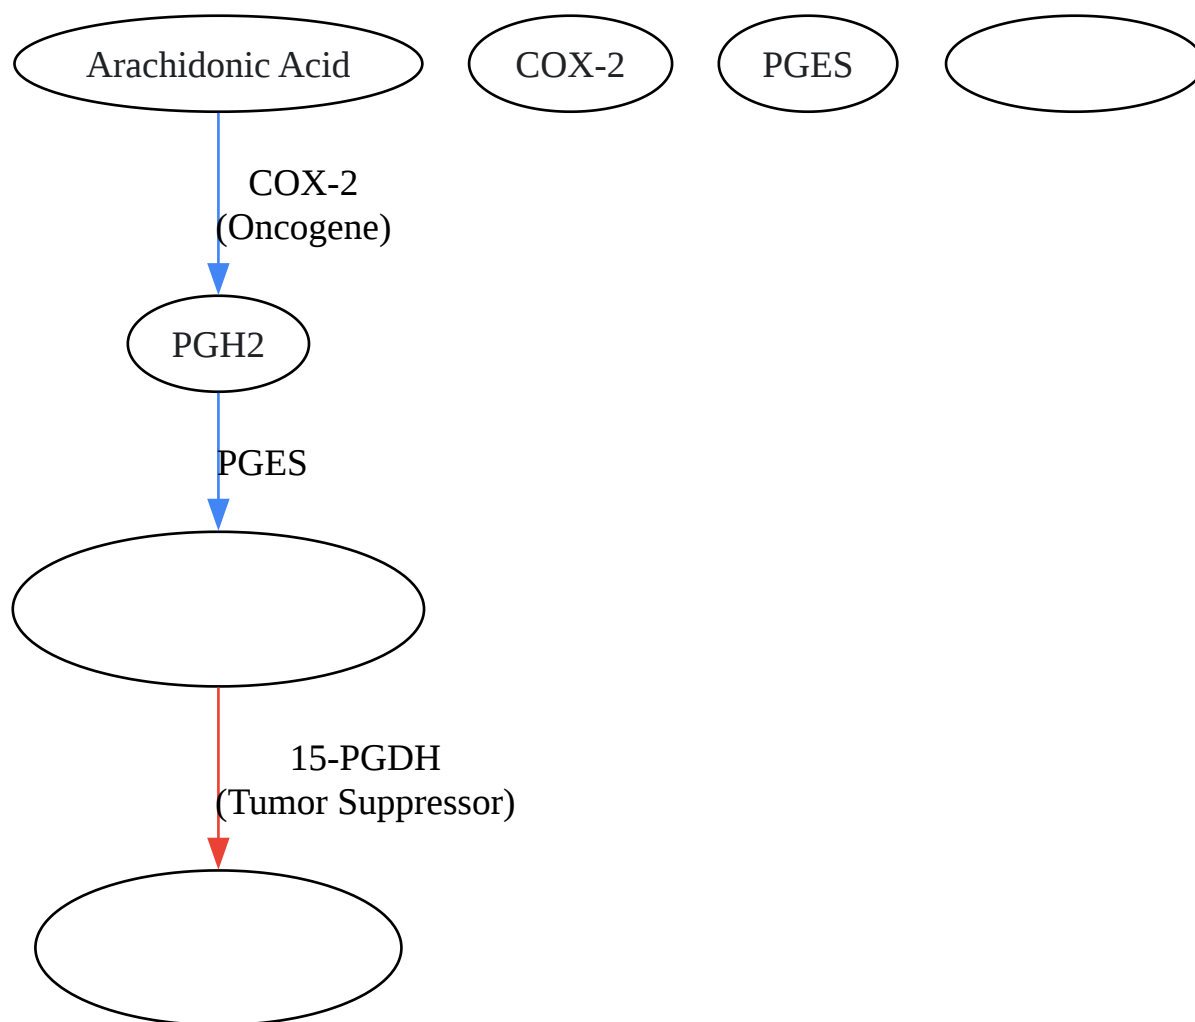 Arachidonic Acid
COX-2
PGES
COX-2
(Oncogene)
PGH2
PGES
15-PGDH
(Tumor Suppressor)